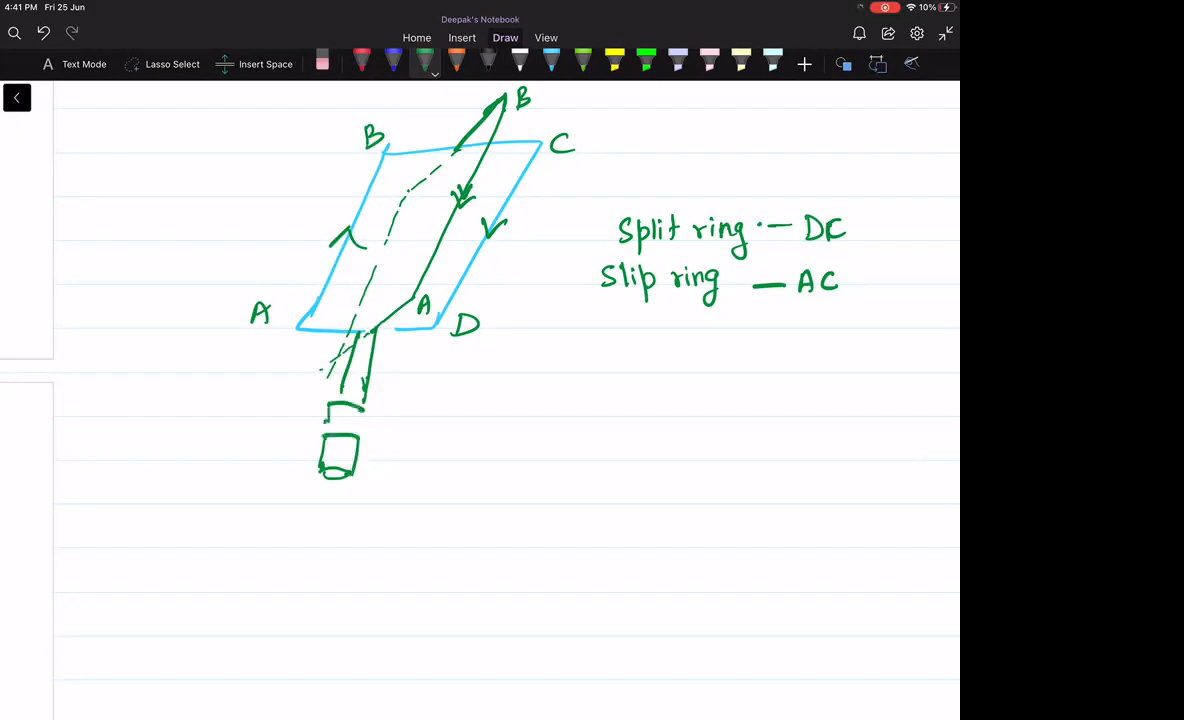 4:41 PM Fri 25 Jun
10%
Deepak's Notebook
Home Insert Draw View
A Text Mode Lasso Select Insert Space
B
B
C
Split ring - DC
Slip ring - AC
A
A
D